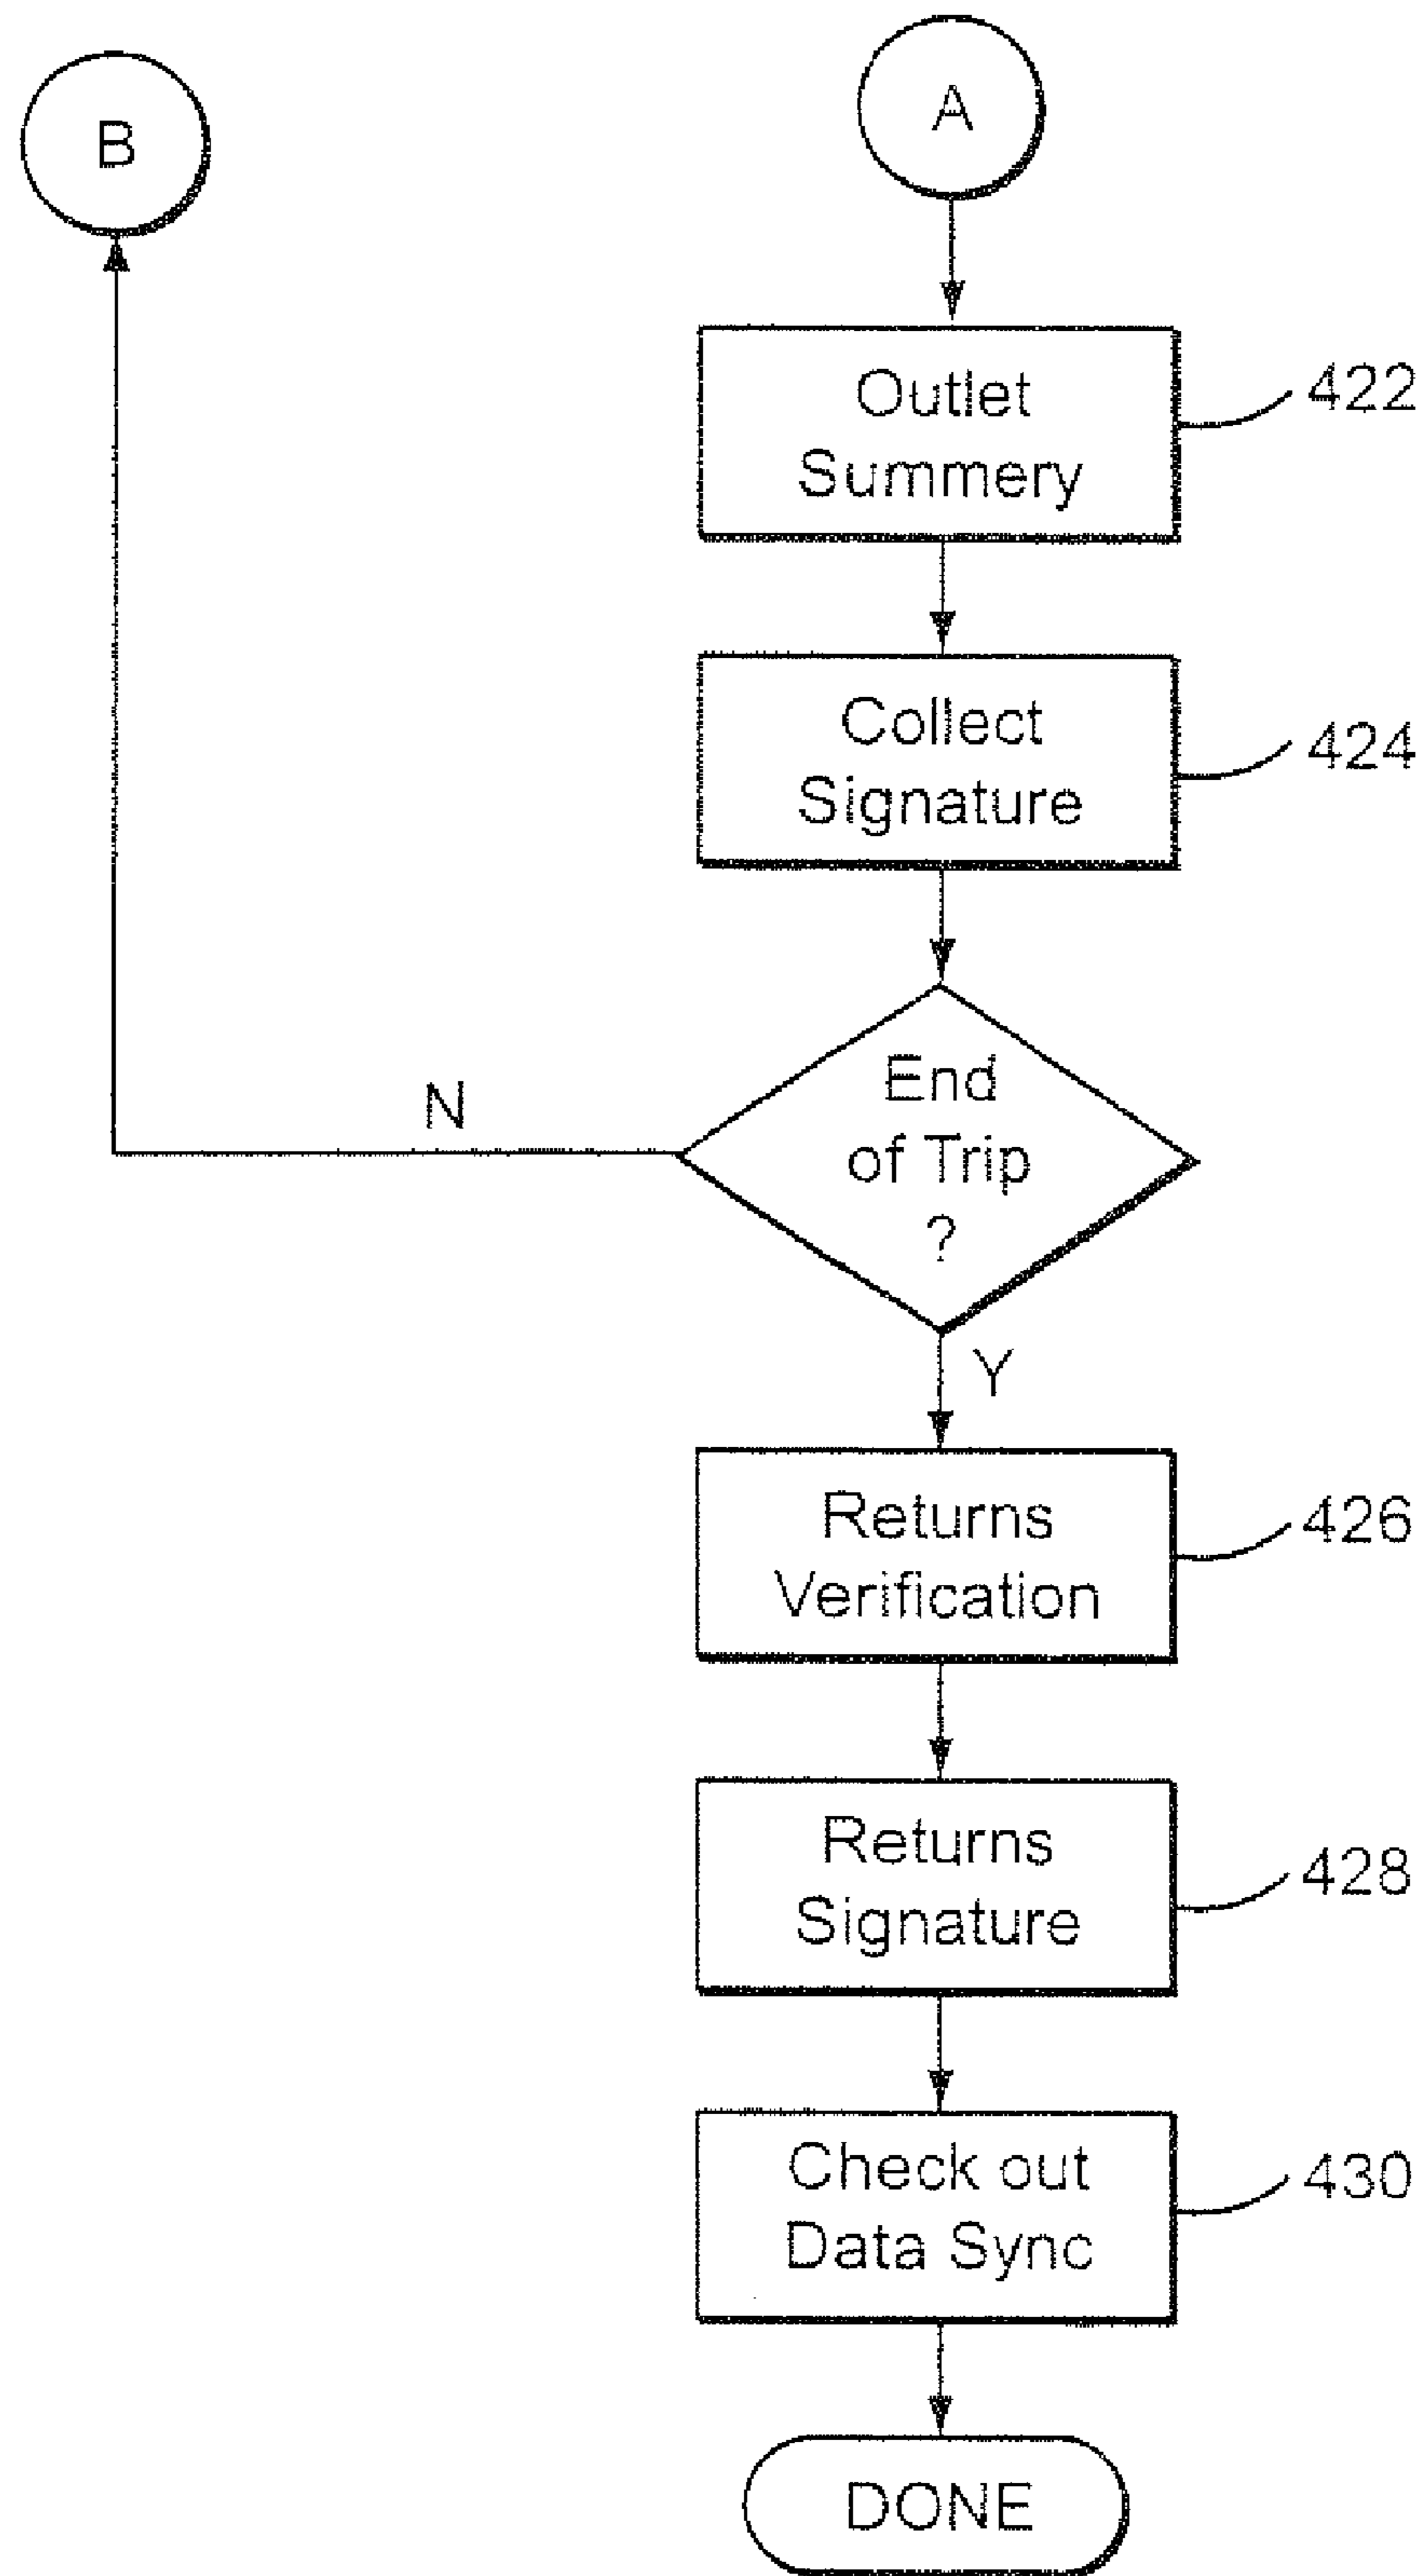 B
A
Outlet
Summery
422
Collect
Signature
424
End
of Trip
?
N
Y
Returns
Verification
426
Returns
Signature
428
Check out
Data Sync
430
DONE